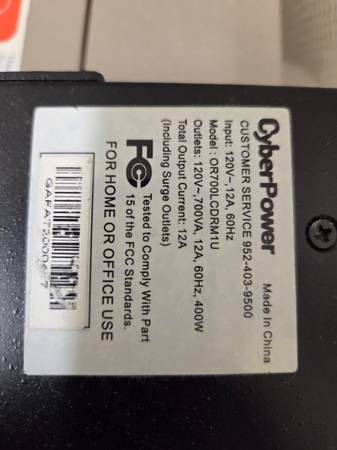 CyberPower
Made In China
CUSTOMER SERVICE 952-403-9500
Input: 120V~,12A, 60Hz
Model : OR700LCDRM1U
Outlets: 120V~,700VA, 12A, 60Hz, 400W
Total Output Current: 12A
(Including Surge Outlets)
FC Tested to Comply With Part
15 of the FCC Standards.
FOR HOME OR OFFICE USE